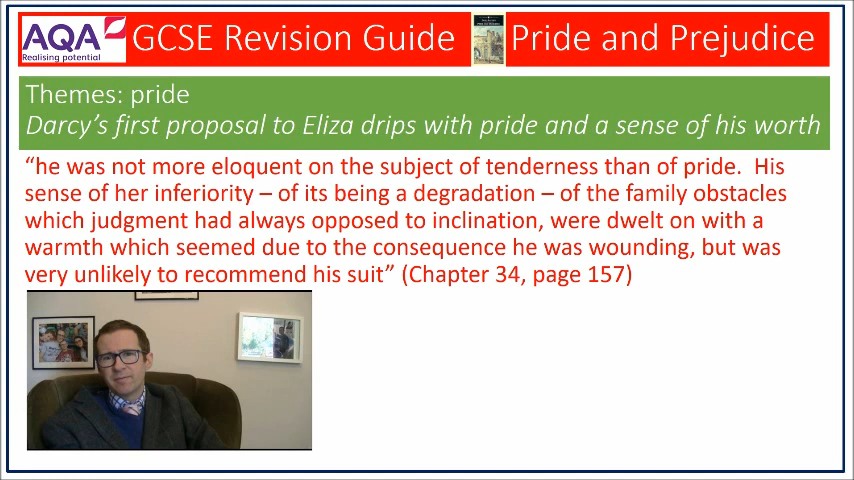 AQA GCSE Revision Guide Pride and Prejudice
Realising potential
Themes: pride
Darcy's first proposal to Eliza drips with pride and a sense of his worth
“he was not more eloquent on the subject of tenderness than of pride. His
sense of her inferiority – of its being a degradation – of the family obstacles
which judgment had always opposed to inclination, were dwelt on with a
warmth which seemed due to the consequence he was wounding, but was
very unlikely to recommend his suit” (Chapter 34, page 157)